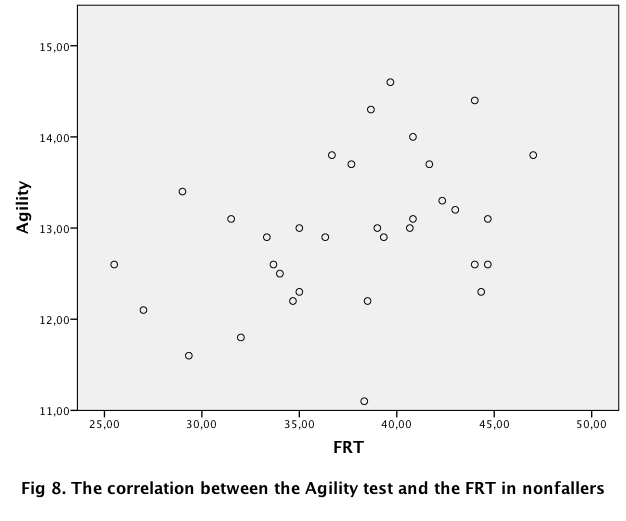 15,00
14,00
13,00
12,00
11,00
Agility
25,00 30,00 35,00 40,00 45,00 50,00
FRT
Fig 8. The correlation between the Agility test and the FRT in nonfallers